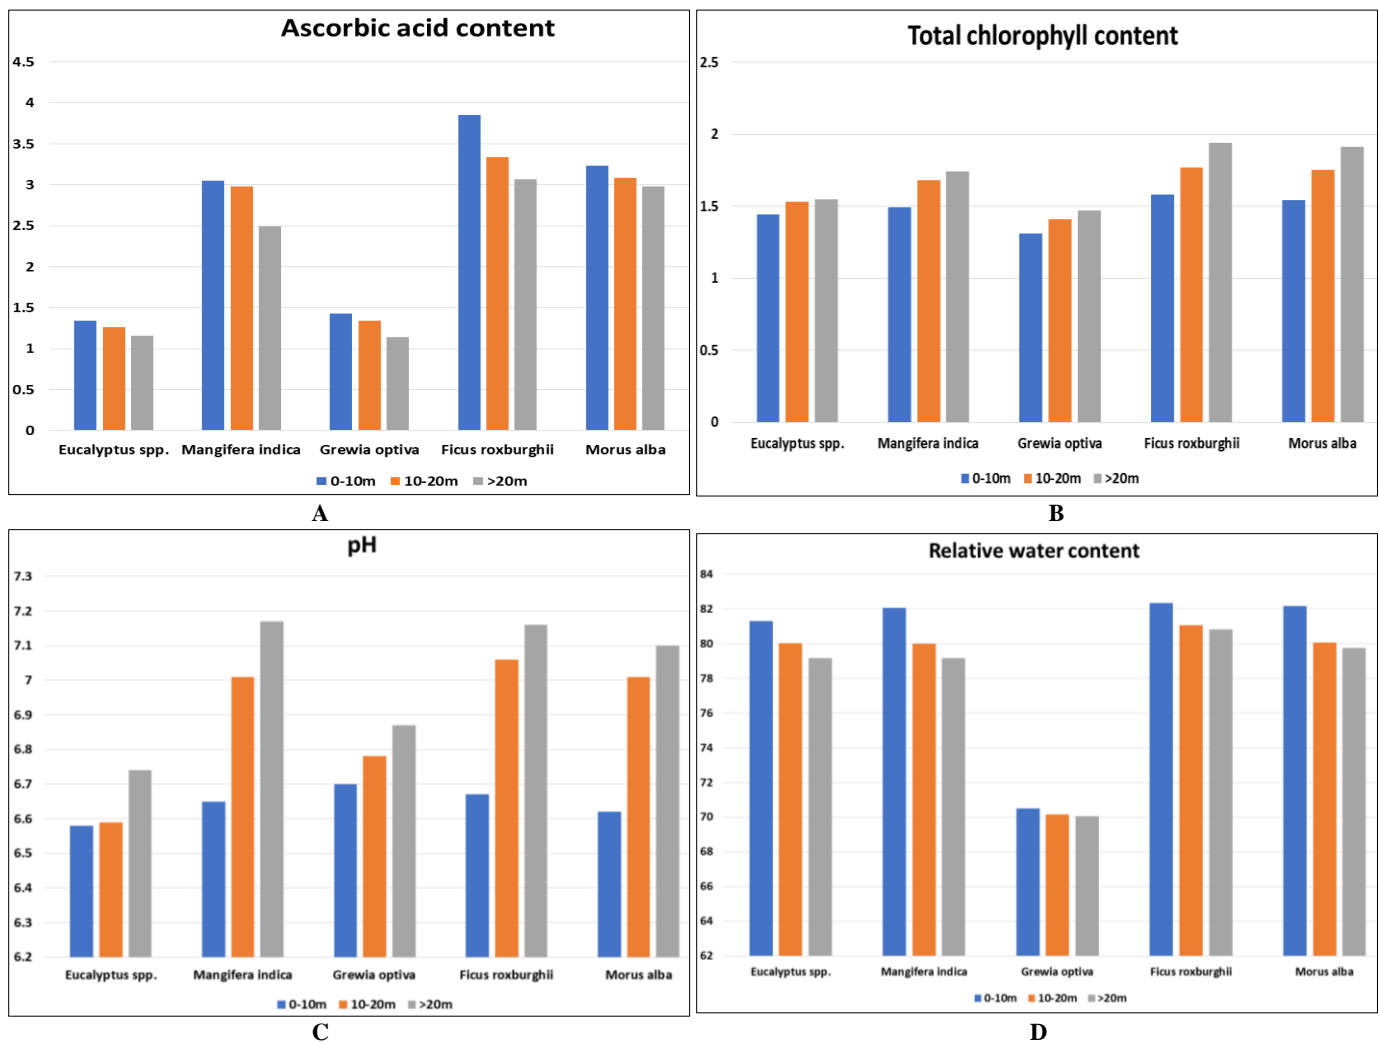 Ascorbic acid content
4.5
4
3.5
3
2.5
2
1.5
1
0.5
0
Eucalyptus spp. Mangifera indica Grewia optiva Ficus roxburghii Morus alba
0-10m 10-20m >20m
A
Total chlorophyll content
2.5
2
1.5
1
0.5
0
Eucalyptus spp. Mangifera indica Grewia optiva Ficus roxburghii Morus alba
0-10m 10-20m >20m
B
pH
7.3
7.2
7.1
7
6.9
6.8
6.7
6.6
6.5
6.4
6.3
6.2
Eucalyptus spp. Mangifera indica Grewia optiva Ficus roxburghii Morus alba
0-10m 10-20m >20m
C
Relative water content
84
82
80
78
76
74
72
70
68
66
64
62
Eucalyptus spp. Mangifera indica Grewia optiva Ficus roxburghii Morus alba
0-10m 10-20m >20m
D